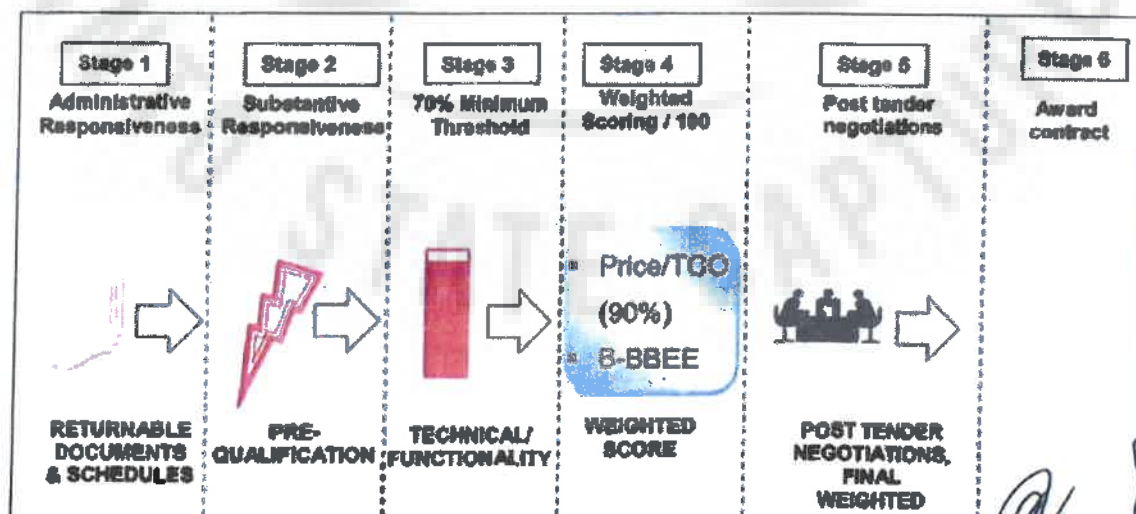 Stage 1
Administrative
Responsiveness
RETURNABLE
DOCUMENTS
& SCHEDULES
Stage 2
Substantive
Responsiveness
PRE-
QUALIFICATION
Stage 3
70% Minimum
Threshold
TECHNICAL/
FUNCTIONALITY
Stage 4
Weighted
Scoring / 100
Price/TCO
(90%)
B-BBEE
WEIGHTED
SCORE
Stage 5
Post tender
negotiations
POST TENDER
NEGOTIATIONS,
FINAL
WEIGHTED
Stage 6
Award
contract
STATE CAPTURE